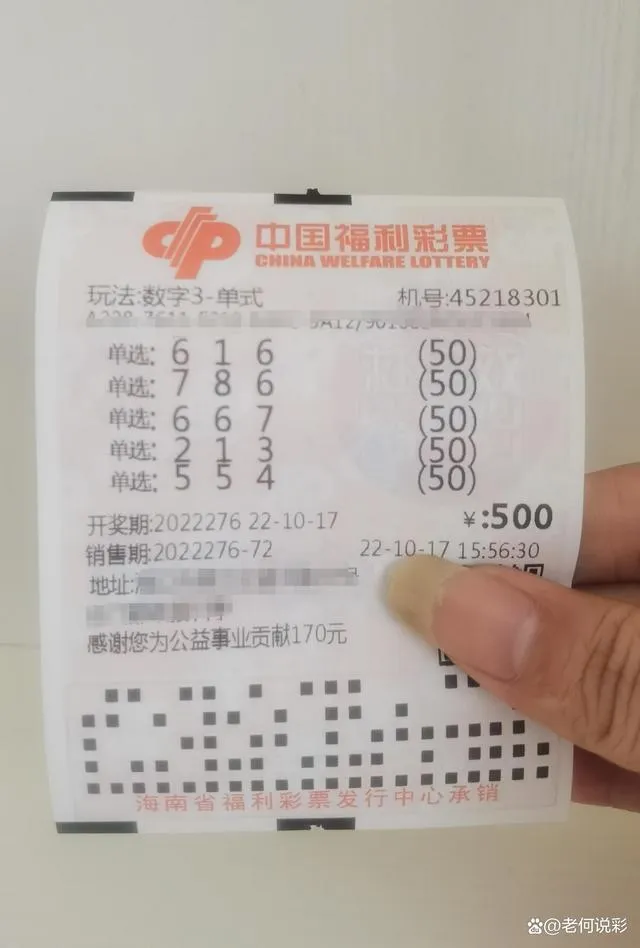 中国福利彩票
CHINA WELFARE LOTTERY
玩法:数字3-单式 机号:45218301
单选: 6 1 6 (50)
单选: 7 8 6 (50)
单选: 6 6 7 (50)
单选: 2 1 3 (50)
单选: 5 5 4 (50)
开奖期:2022276 22-10-17 ¥:500
销售期:2022276-72 22-10-17 15:56:30
地址:
感谢您为公益事业贡献170元
海南省福利彩票发行中心承销
@老何说彩